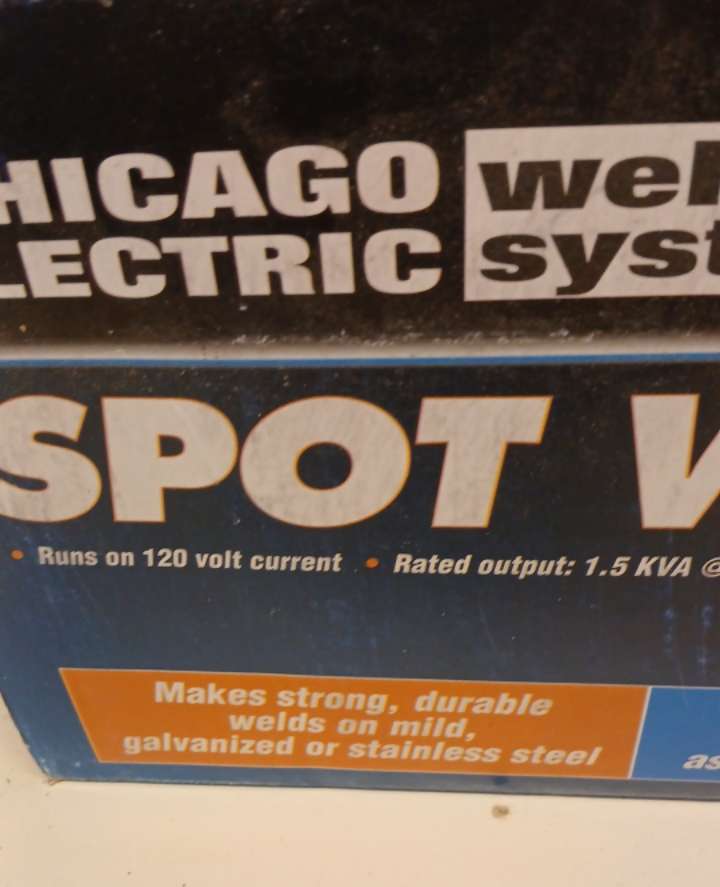 HICAGO wel
LECTRIC syst
SPOT W
• Runs on 120 volt current • Rated output: 1.5 KVA @
Makes strong, durable
welds on mild,
galvanized or stainless steel
as